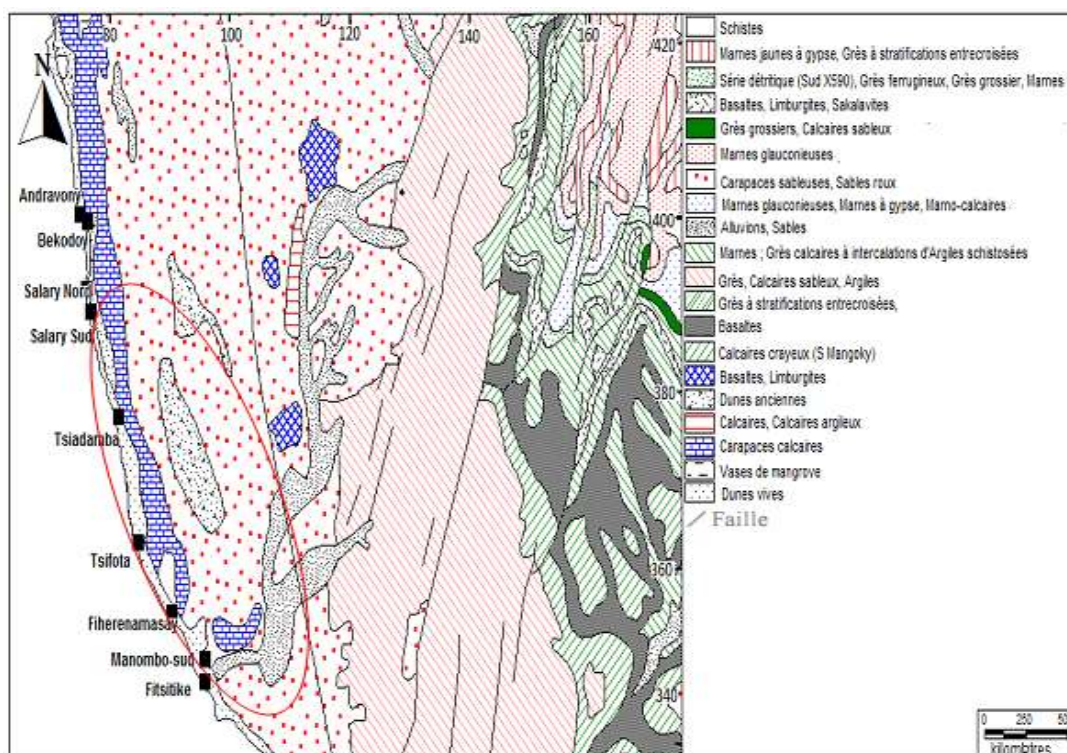 80 100 120 140 160
420
N
Andravony
400
Bekodoy
Salary Nord
Salary Sud
380
Tsiadamba
Tsifota
360
Fiherenamasay
Manombo-sud
Fitsitike
340
Schistes
Marnes jaunes à gypse, Grès à stratifications entrecroisées
Série détritique (Sud X590), Grès ferrugineux, Grès grossier, Marnes
Basaltes, Limburgites, Sakalavites
Grès grossiers, Calcaires sableux
Marnes glauconieuses
Carapaces sableuses, Sables roux
Marnes glauconieuses, Marnes à gypse, Marno-calcaires
Alluvions, Sables
Marnes ; Grès calcaires à intercalations d'Argiles schistosées
Grès, Calcaires sableux, Argiles
Grès à stratifications entrecroisées,
Basaltes
Calcaires crayeux (S Mangoky)
Basaltes, Limburgites
Dunes anciennes
Calcaires, Calcaires argileux
Carapaces calcaires
Vases de mangrove
Dunes vives
Faille
0 250
kilombtres